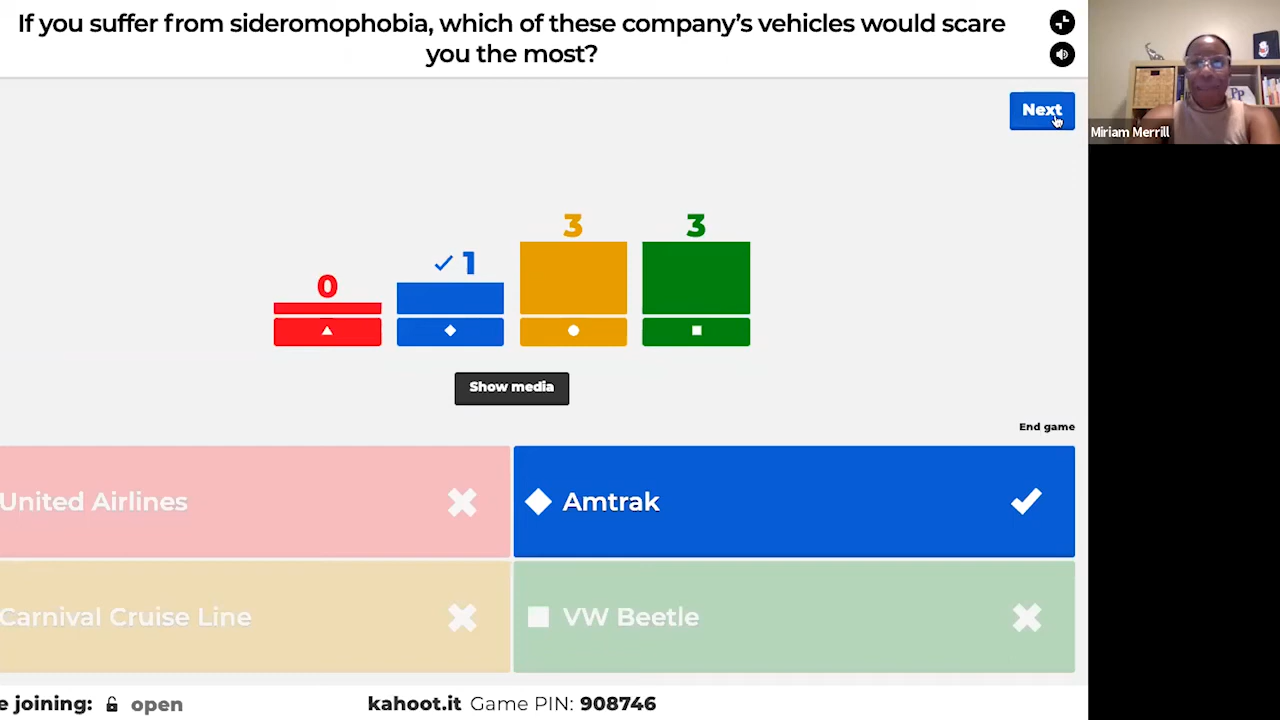 If you suffer from sideromophobia, which of these company's vehicles would scare
you the most?
Next
Miriam Merrill
PP
0
1
3
3
Show media
End game
United Airlines
Amtrak
Carnival Cruise Line
VW Beetle
e joining: open
kahoot.it Game PIN: 908746